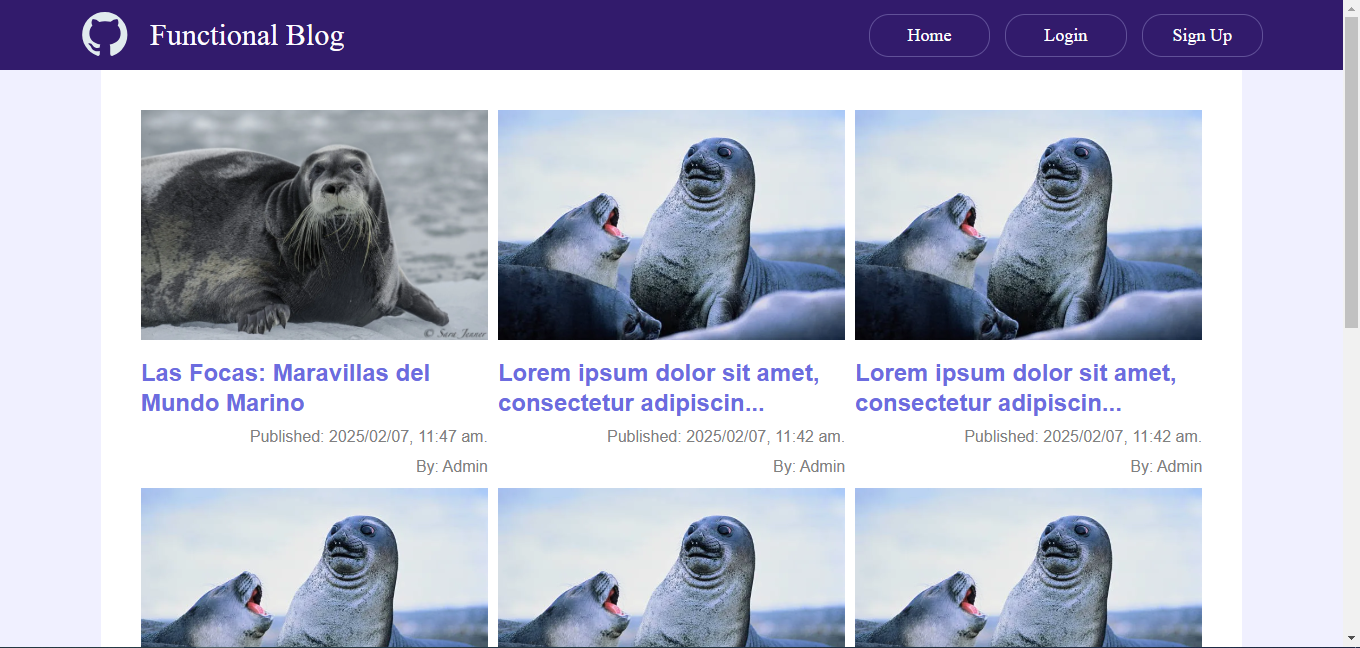 Functional Blog
Home
Login
Sign Up
© Sara Jenner
Las Focas: Maravillas del
Mundo Marino
Published: 2025/02/07, 11:47 am.
By: Admin
Lorem ipsum dolor sit amet,
consectetur adipiscin...
Published: 2025/02/07, 11:42 am.
By: Admin
Lorem ipsum dolor sit amet,
consectetur adipiscin...
Published: 2025/02/07, 11:42 am.
By: Admin